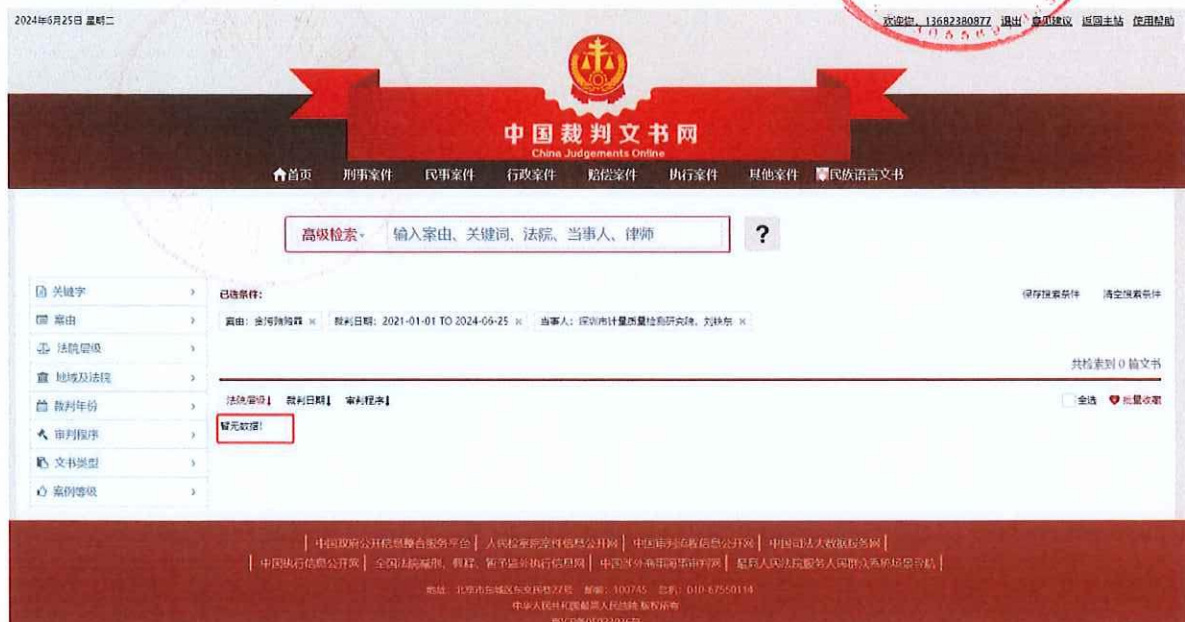 2024年6月25日 星期二
欢迎您，13682380877 退出 意见建议 返回主站 使用帮助
中国裁判文书网
China Judgements Online
首页 刑事案件 民事案件 行政案件 赔偿案件 执行案件 其他案件 民族语言文书
高级检索 输入案由、关键词、法院、当事人、律师 ?
关键字
案由
法院层级
地域及法院
裁判年份
审判程序
文书类型
案例等级
已选条件：
保存搜索条件 清空搜索条件
案由：贪污贿赂罪 × 裁判日期：2021-01-01 TO 2024-06-25 × 当事人：深圳市计量质量检测研究院、刘轶东 ×
共检索到 0 篇文书
法院层级 裁判日期 审判程序
全选 批量收藏
暂无数据！
中国政府公开信息整合服务平台 | 人民检察院案件信息公开网 | 中国审判流程信息公开网 | 中国司法大数据服务网 |
中国执行信息公开网 | 全国法院减刑、假释、暂予监外执行信息网 | 中国涉外商事海事审判网 | 最高人民法院服务人民群众系统场景导航 |
地址：北京市东城区东交民巷27号 邮编：100745 总机：010-67550114
中华人民共和国最高人民法院 版权所有